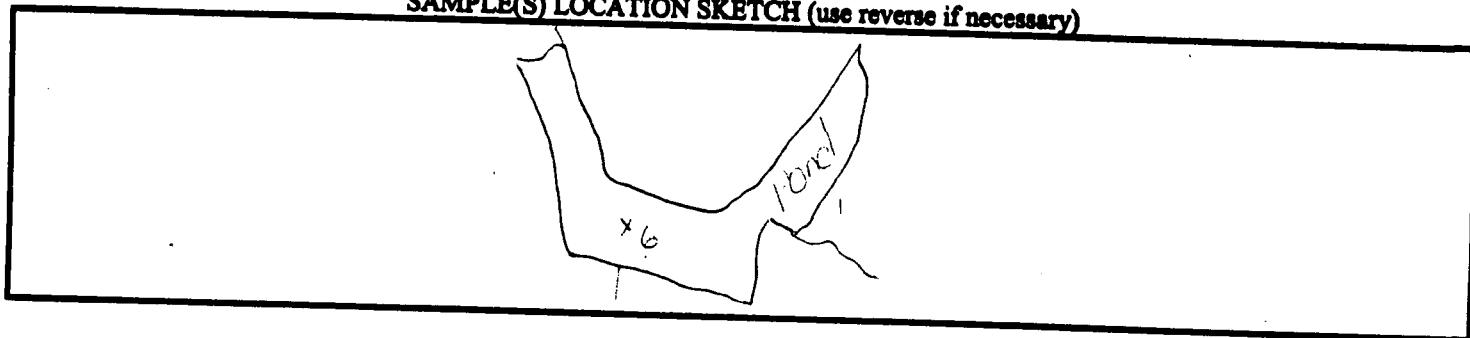 SAMPLE(S) LOCATION SKETCH (use reverse if necessary)
Pond
x 6